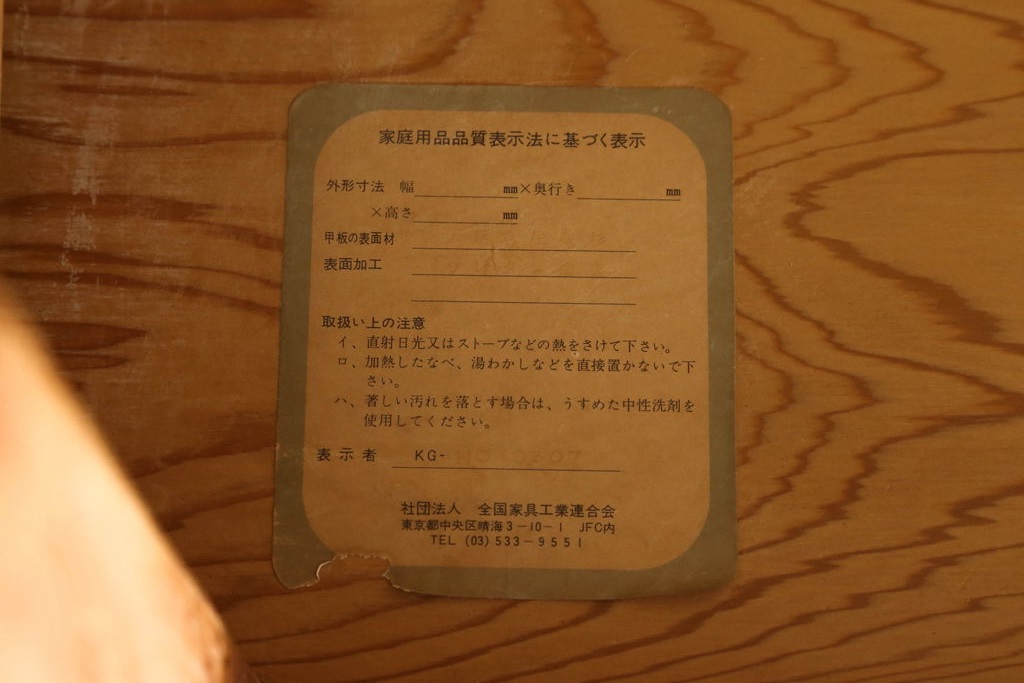 家庭用品品質表示法に基づく表示
外形寸法 幅 mm×奥行き mm
×高さ mm
甲板の表面材
表面加工
取扱い上の注意
イ、直射日光又はストーブなどの熱をさけて下さい。
ロ、加熱したなべ、湯わかしなどを直接置かないで下
さい。
ハ、著しい汚れを落とす場合は、うすめた中性洗剤を
使用してください。
表示者 KG-
社団法人 全国家具工業連合会
東京都中央区晴海3-10-1 JFC内
TEL (03) 533-9551